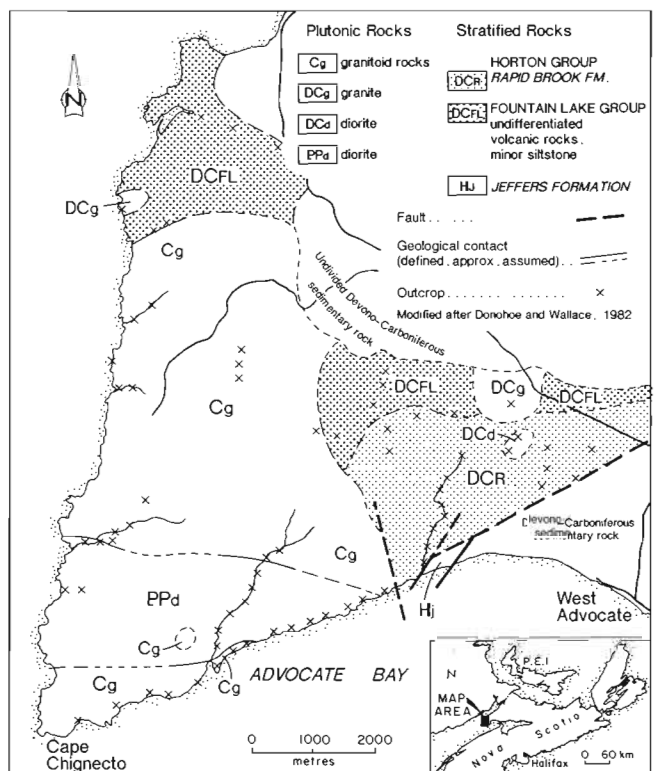 Plutonic Rocks
Cg granitoid rocks
DCg granite
DCd diorite
PPd diorite
Stratified Rocks
HORTON GROUP
DCR RAPID BROOK FM.
DCFL FOUNTAIN LAKE GROUP
undifferentiated
volcanic rocks,
minor siltstone
HJ JEFFERS FORMATION
Fault . . . . .
Geological contact
(defined, approx, assumed) . .
Outcrop . . . . . . . . . . . . . x
Modified after Donohoe and Wallace, 1982
N
DCFL
DCg
Cg
Undivided Devono-Carboniferous
sedimentary rock
DCFL
DCg
DCFL
Cg
DCd
DCR
Devono-Carboniferous
Cg
PPd
Hj
West
Advocate
Cg
Cg
Cg
ADVOCATE BAY
Cape
Chignecto
0 1000 2000
metres
N
P.E.I
MAP
AREA
Nova Scotia
Halifax
0 60 km